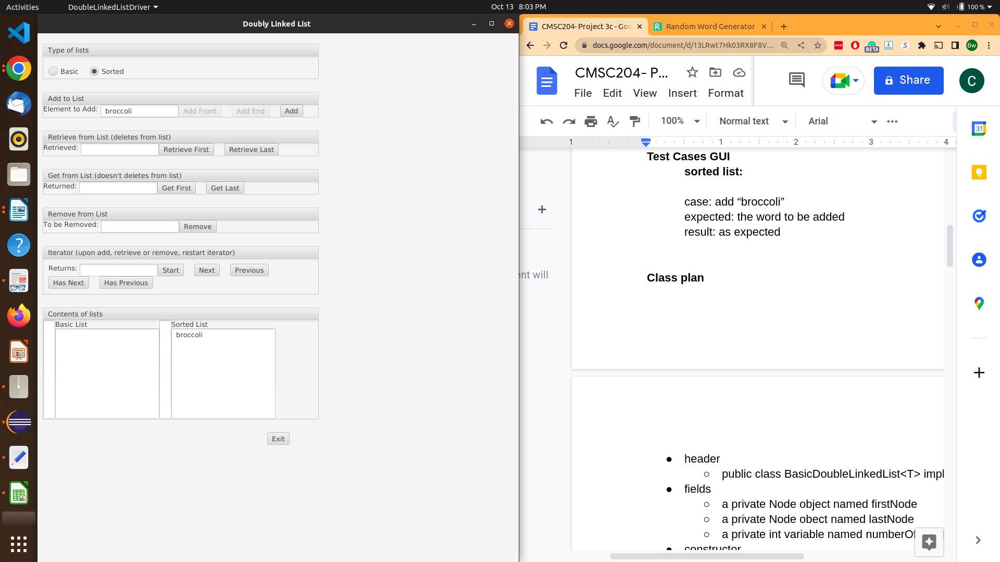 Activities
DoubleLinkedListDriver
Oct 13 8:03 PM
100 %
Doubly Linked List
Type of lists
Basic
Sorted
Add to List
Element to Add: broccoli Add Front Add End Add
Retrieve from List (deletes from list)
Retrieved: Retrieve First Retrieve Last
Get from List (doesn't deletes from list)
Returned: Get First Get Last
Remove from List
To be Removed: Remove
Iterator (upon add, retrieve or remove, restart iterator)
Returns: Start Next Previous
Has Next Has Previous
Contents of lists
Basic List
Sorted List
broccoli
Exit
CMSC204- Project 3c - Goo
R Random Word Generator
docs.google.com/document/d/13LRwt7Hk03RX8F8V...
BETA
S
Bw
CMSC204- P...
File Edit View Insert Format
Share
C
100% Normal text Arial
1 1 2 3 4
31
ent will
Test Cases GUI
sorted list:
case: add “broccoli”
expected: the word to be added
result: as expected
Class plan
● header
○ public class BasicDoubleLinkedList<T> impl
● fields
○ a private Node object named firstNode
○ a private Node obect named lastNode
○ a private int variable named numberOf
● constructor